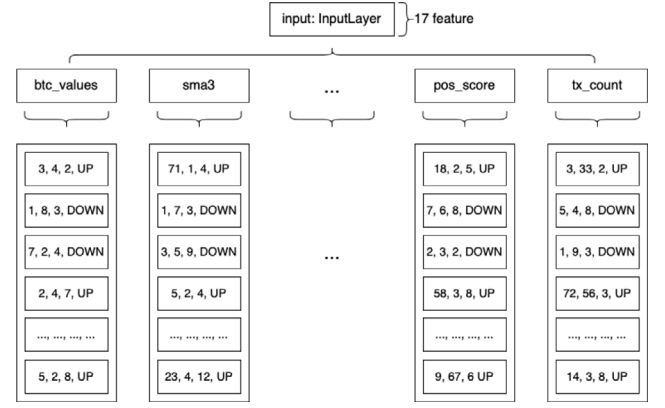 input: InputLayer
17 feature
btc_values
sma3
...
pos_score
tx_count
3, 4, 2, UP
71, 1, 4, UP
18, 2, 5, UP
3, 33, 2, UP
1, 8, 3, DOWN
1, 7, 3, DOWN
7, 6, 8, DOWN
5, 4, 8, DOWN
7, 2, 4, DOWN
3, 5, 9, DOWN
...
2, 3, 2, DOWN
1, 9, 3, DOWN
2, 4, 7, UP
5, 2, 4, UP
58, 3, 8, UP
72, 56, 3, UP
..., ..., ..., ...
..., ..., ..., ...
..., ..., ..., ...
..., ..., ..., ...
5, 2, 8, UP
23, 4, 12, UP
9, 67, 6 UP
14, 3, 8, UP